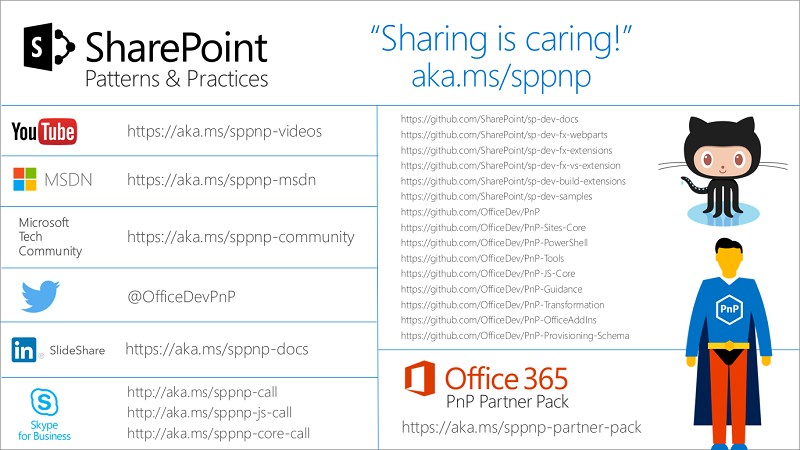 S
SharePoint
Patterns & Practices
“Sharing is caring!”
aka.ms/sppnp
YouTube
https://aka.ms/sppnp-videos
MSDN
https://aka.ms/sppnp-msdn
Microsoft
Tech
Community
https://aka.ms/sppnp-community
@OfficeDevPnP
in SlideShare
https://aka.ms/sppnp-docs
S
Skype
for Business
http://aka.ms/sppnp-call
http://aka.ms/sppnp-js-call
http://aka.ms/sppnp-core-call
https://github.com/SharePoint/sp-dev-docs
https://github.com/SharePoint/sp-dev-fx-webparts
https://github.com/SharePoint/sp-dev-fx-extensions
https://github.com/SharePoint/sp-dev-fx-vs-extension
https://github.com/SharePoint/sp-dev-build-extensions
https://github.com/SharePoint/sp-dev-samples
https://github.com/OfficeDev/PnP
https://github.com/OfficeDev/PnP-Sites-Core
https://github.com/OfficeDev/PnP-PowerShell
https://github.com/OfficeDev/PnP-Tools
https://github.com/OfficeDev/PnP-JS-Core
https://github.com/OfficeDev/PnP-Guidance
https://github.com/OfficeDev/PnP-Transformation
https://github.com/OfficeDev/PnP-OfficeAddIns
https://github.com/OfficeDev/PnP-Provisioning-Schema
PnP
Office 365
PnP Partner Pack
https://aka.ms/sppnp-partner-pack